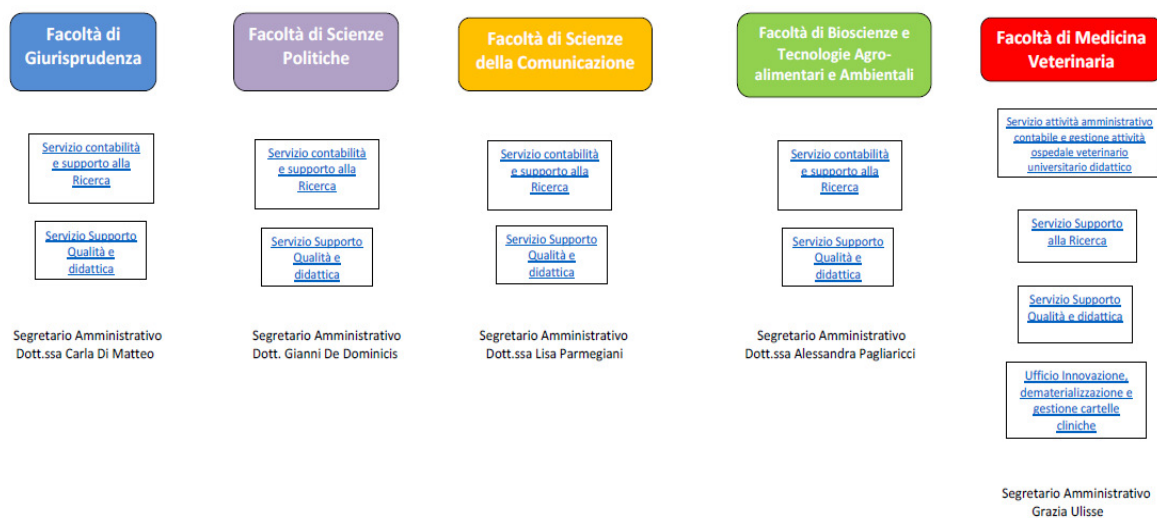 Facoltà di
Giurisprudenza
Servizio contabilità
e supporto alla
Ricerca
Servizio Supporto
Qualità e
didattica
Segretario Amministrativo
Dott.ssa Carla Di Matteo
Facoltà di Scienze
Politiche
Servizio contabilità
e supporto alla
Ricerca
Servizio Supporto
Qualità e
didattica
Segretario Amministrativo
Dott. Gianni De Dominicis
Facoltà di Scienze
della Comunicazione
Servizio contabilità
e supporto alla
Ricerca
Servizio Supporto
Qualità e
didattica
Segretario Amministrativo
Dott.ssa Lisa Parmegiani
Facoltà di Bioscienze e
Tecnologie Agro-
alimentari e Ambientali
Servizio contabilità
e supporto alla
Ricerca
Servizio Supporto
Qualità e
didattica
Segretario Amministrativo
Dott.ssa Alessandra Pagliaricci
Facoltà di Medicina
Veterinaria
Servizio attività amministrativo
contabile e gestione attività
ospedale veterinario
universitario didattico
Servizio Supporto
alla Ricerca
Servizio Supporto
Qualità e didattica
Ufficio Innovazione,
dematerializzazione e
gestione cartelle
cliniche
Segretario Amministrativo
Grazia Ulisse